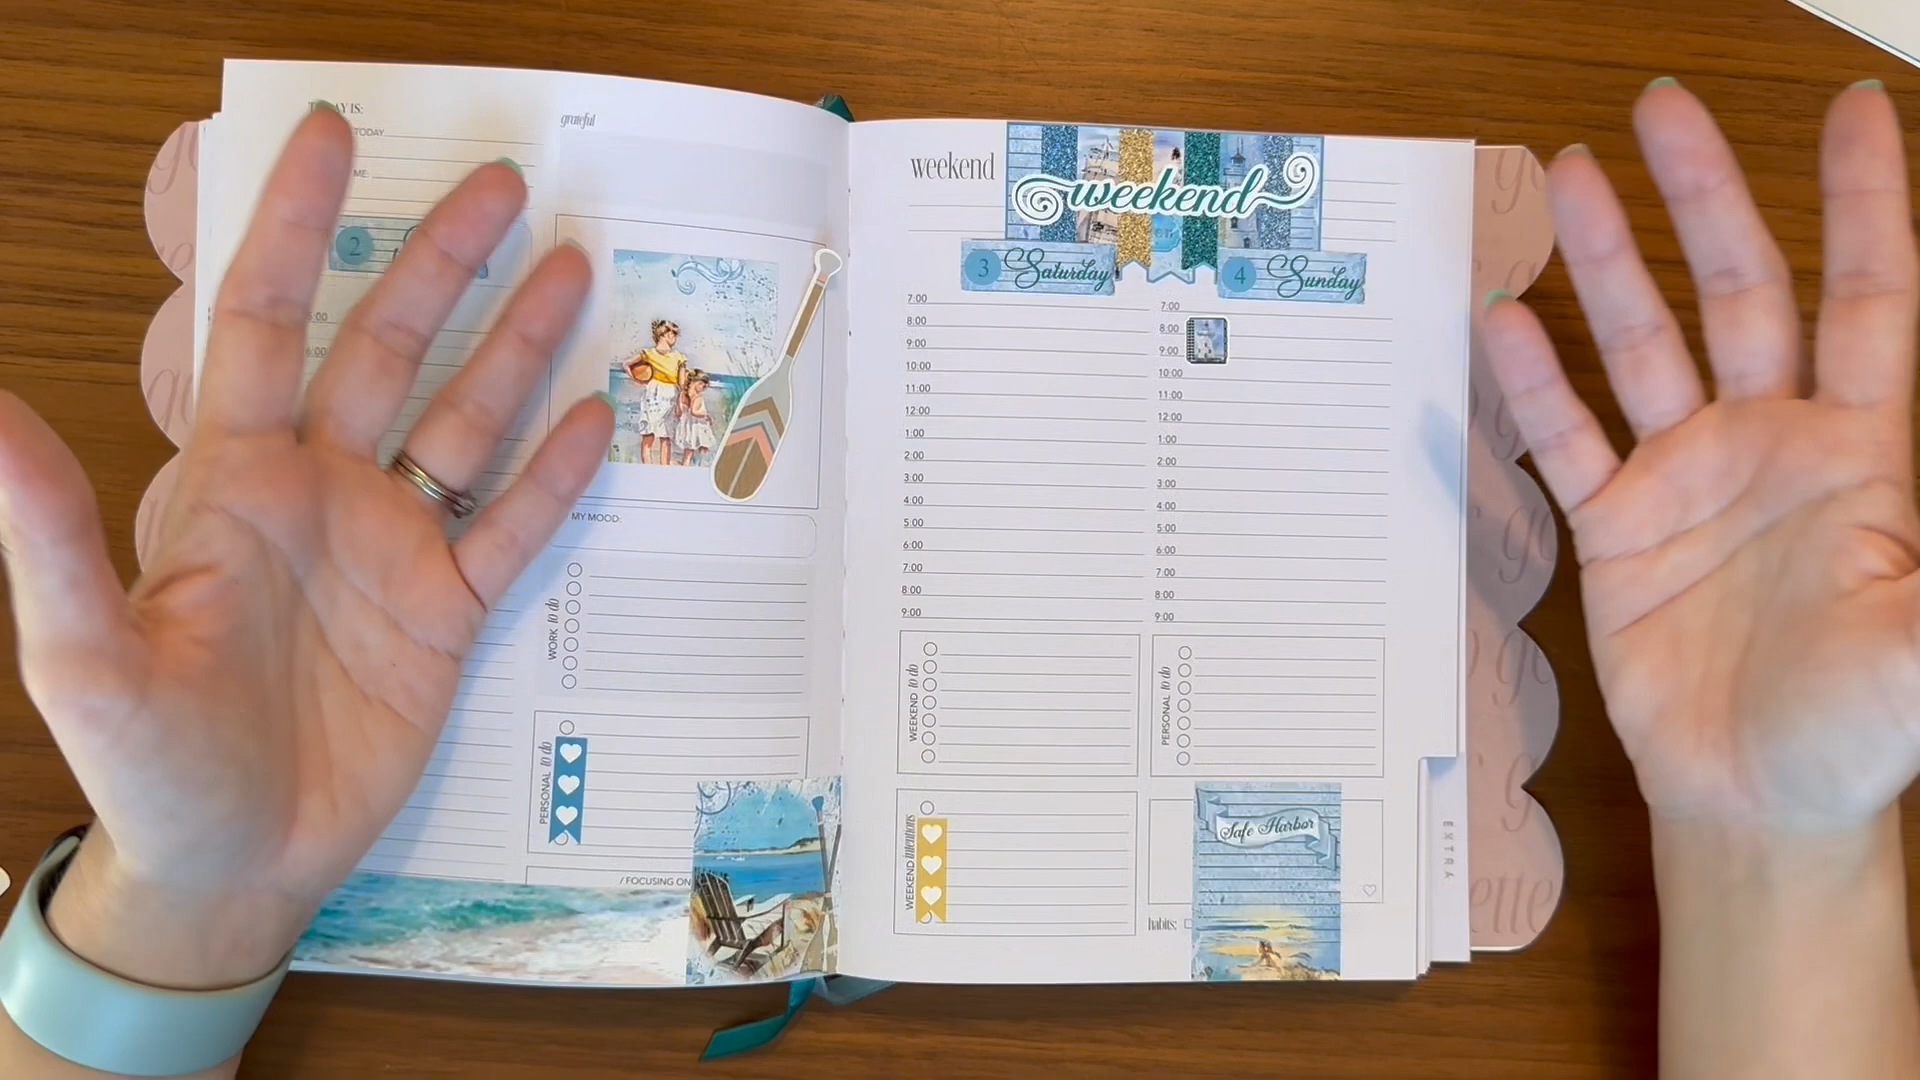 TODAY IS:
TODAY
ME:
2
5:00
6:00
grateful
MY MOOD:
WORK to do
PERSONAL to do
/ FOCUSING ON
weekend
weekend
3 Saturday
4 Sunday
7:00
8:00
9:00
10:00
11:00
12:00
1:00
2:00
3:00
4:00
5:00
6:00
7:00
8:00
9:00
7:00
8:00
9:00
10:00
11:00
12:00
1:00
2:00
3:00
4:00
5:00
6:00
7:00
8:00
9:00
WEEKEND to do
PERSONAL to do
WEEKEND intentions
Safe Harbor
habits:
EXTRA